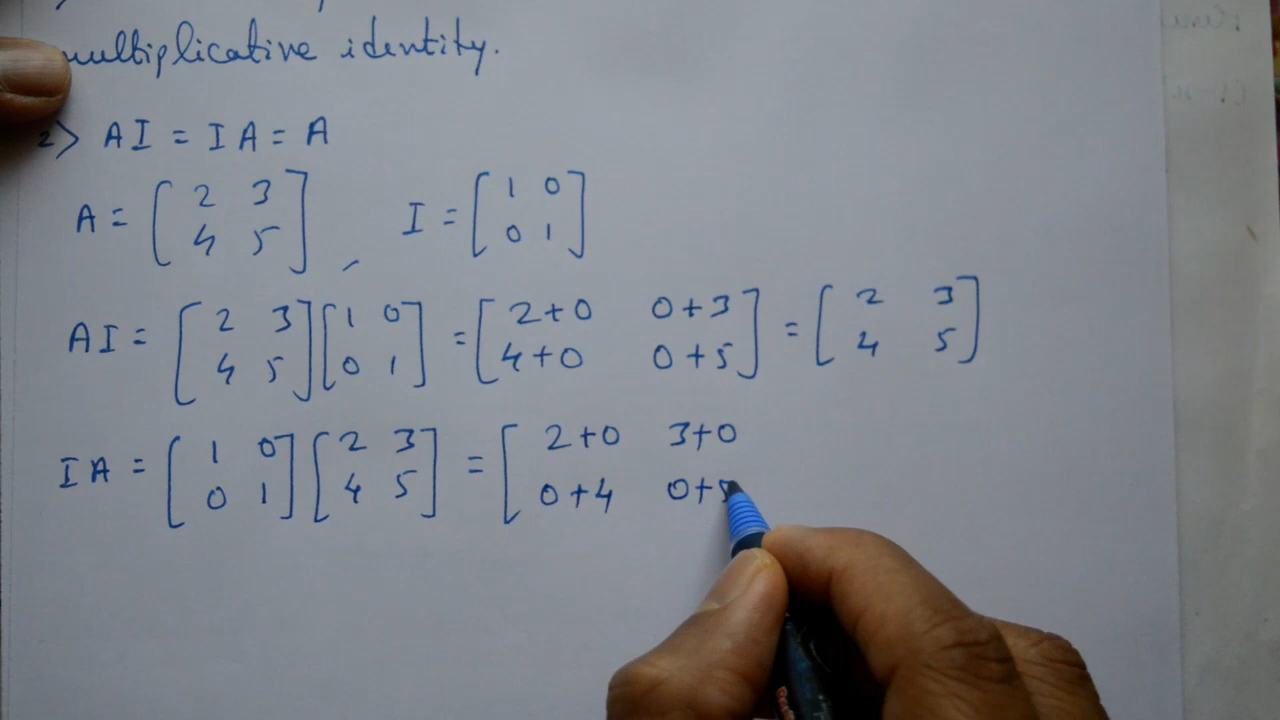 multiplicative identity.
2> AI = IA = A
A = [ 2 3 4 5 ] , I = [ 1 0 0 1 ]
AI = [ 2 3 4 5 ] [ 1 0 0 1 ] = [ 2+0 0+3 4+0 0+5 ] = [ 2 3 4 5 ]
IA = [ 1 0 0 1 ] [ 2 3 4 5 ] = [ 2+0 3+0 0+4 0+5